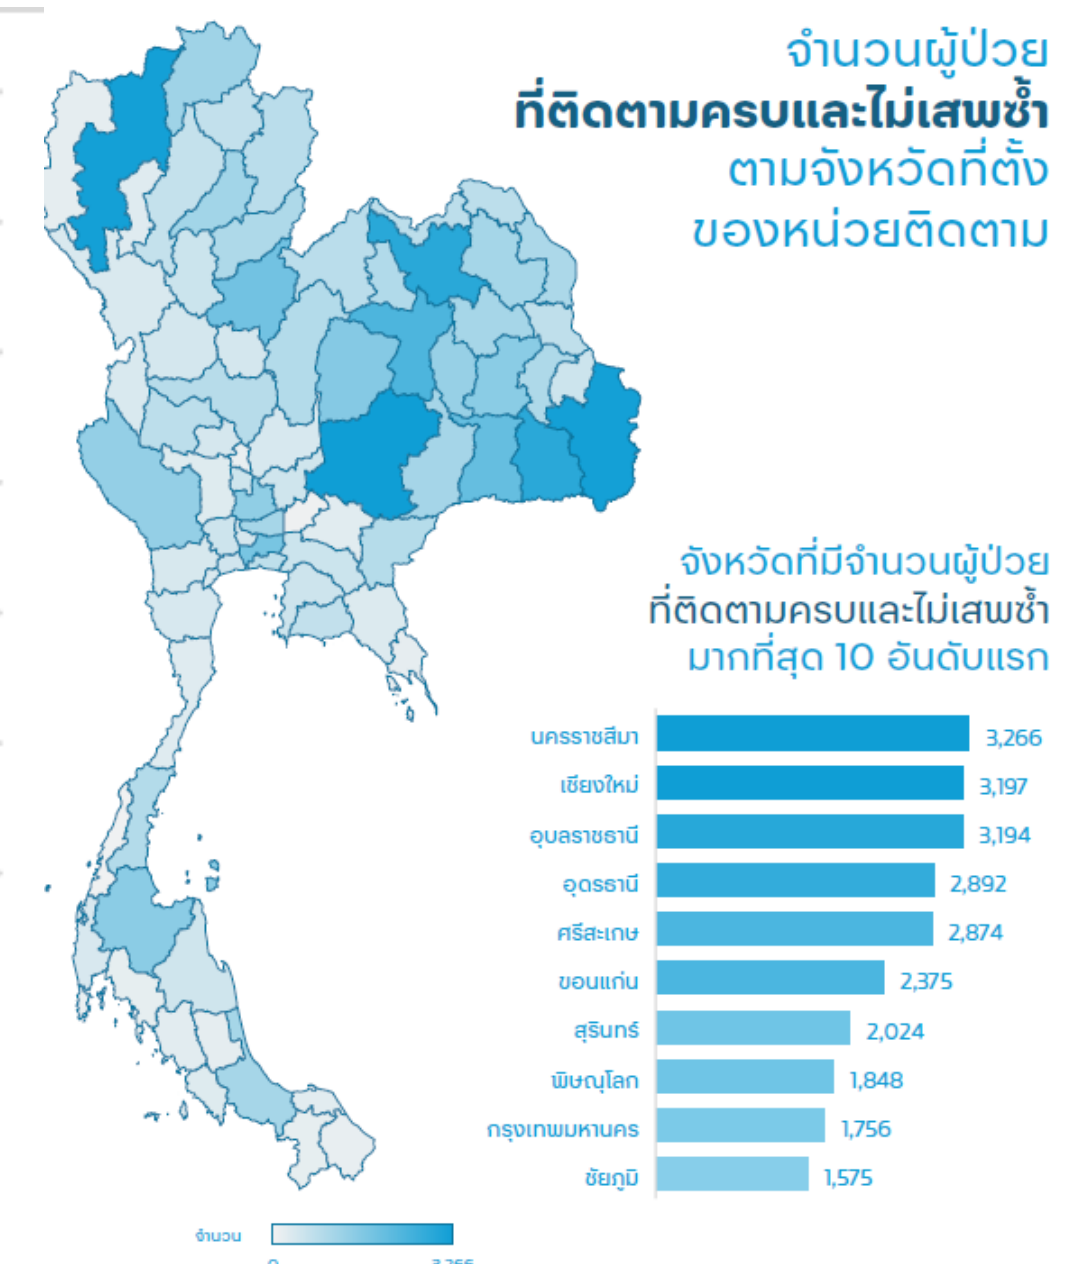 จำนวนผู้ป่วย
ที่ติดตามครบและไม่เสพซ้ำ
ตามจังหวัดที่ตั้ง
ของหน่วยติดตาม
จังหวัดที่มีจำนวนผู้ป่วย
ที่ติดตามครบและไม่เสพซ้ำ
มากที่สุด 10 อันดับแรก
นครราชสีมา 3,266
เชียงใหม่ 3,197
อุบลราชธานี 3,194
อุดรธานี 2,892
ศรีสะเกษ 2,874
ขอนแก่น 2,375
สุรินทร์ 2,024
พิษณุโลก 1,848
กรุงเทพมหานคร 1,756
ชัยภูมิ 1,575
จำนวน
0 3,266